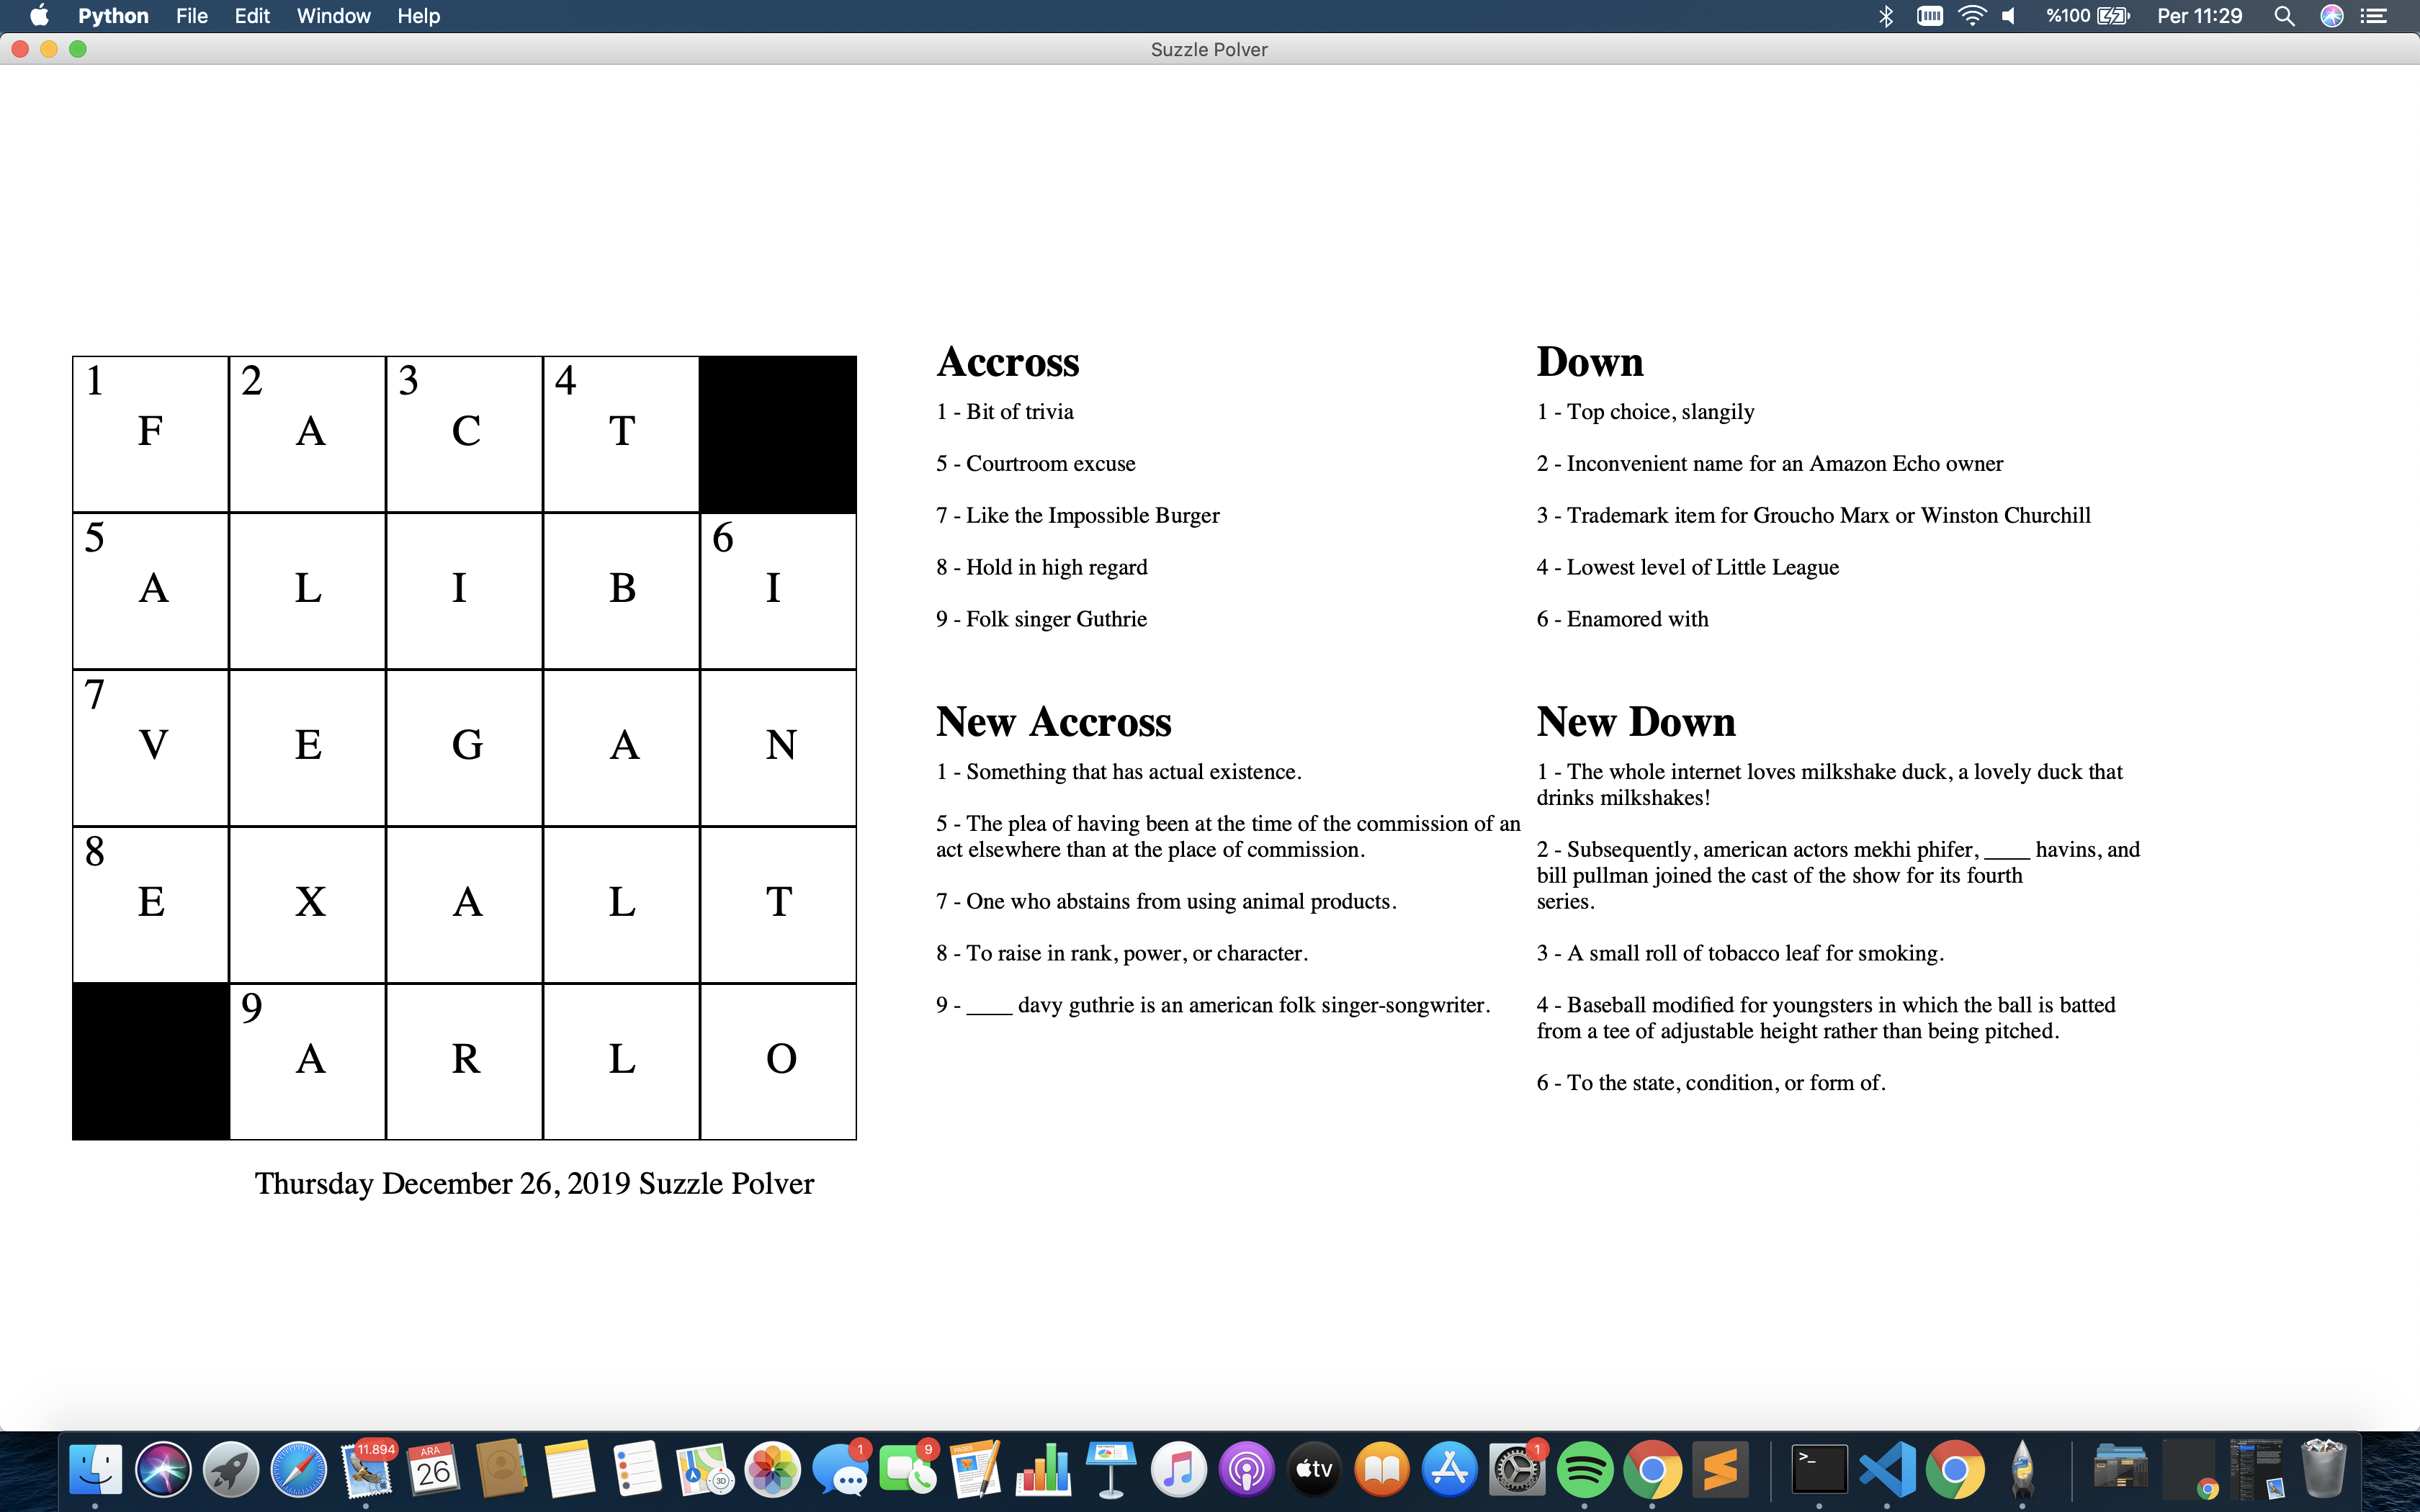 Python File Edit Window Help %100 Per 11:29
Suzzle Polver
1 2 3 4
F A C T
5 6
A L I B I
7
V E G A N
8
E X A L T
9
A R L O
Thursday December 26, 2019 Suzzle Polver
Accross
1 - Bit of trivia
5 - Courtroom excuse
7 - Like the Impossible Burger
8 - Hold in high regard
9 - Folk singer Guthrie
Down
1 - Top choice, slangily
2 - Inconvenient name for an Amazon Echo owner
3 - Trademark item for Groucho Marx or Winston Churchill
4 - Lowest level of Little League
6 - Enamored with
New Accross
1 - Something that has actual existence.
5 - The plea of having been at the time of the commission of an
act elsewhere than at the place of commission.
7 - One who abstains from using animal products.
8 - To raise in rank, power, or character.
9 - ____ davy guthrie is an american folk singer-songwriter.
New Down
1 - The whole internet loves milkshake duck, a lovely duck that
drinks milkshakes!
2 - Subsequently, american actors mekhi phifer, ____ havins, and
bill pullman joined the cast of the show for its fourth
series.
3 - A small roll of tobacco leaf for smoking.
4 - Baseball modified for youngsters in which the ball is batted
from a tee of adjustable height rather than being pitched.
6 - To the state, condition, or form of.
11.894 ARA 26 3D 1 9 PAGES tv 1 >_